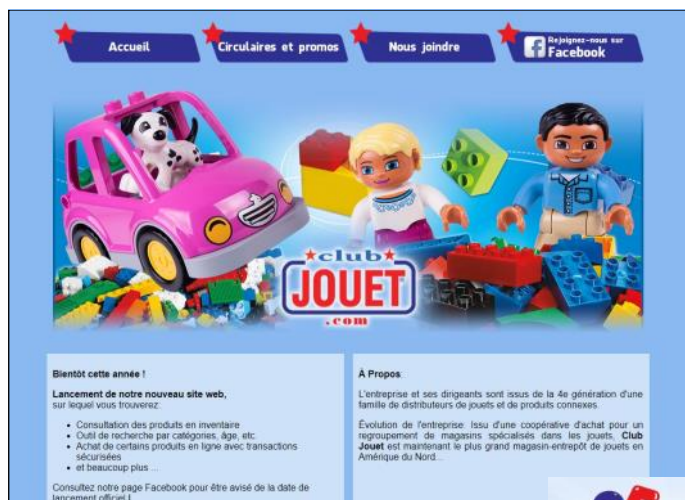 Accueil
Circulaires et promos
Nous joindre
Rejoignez-nous sur
Facebook
club
JOUET
.com
Bientôt cette année !
Lancement de notre nouveau site web,
sur lequel vous trouverez:
• Consultation des produits en inventaire
• Outil de recherche par catégories, âge, etc.
• Achat de certains produits en ligne avec transactions
sécurisées
• et beaucoup plus ...
Consultez notre page Facebook pour être avisé de la date de
lancement officiel !
À Propos:
L'entreprise et ses dirigeants sont issus de la 4e génération d'une
famille de distributeurs de jouets et de produits connexes.
Évolution de l'entreprise: Issu d'une coopérative d'achat pour un
regroupement de magasins spécialisés dans les jouets, Club
Jouet est maintenant le plus grand magasin-entrepôt de jouets en
Amérique du Nord...